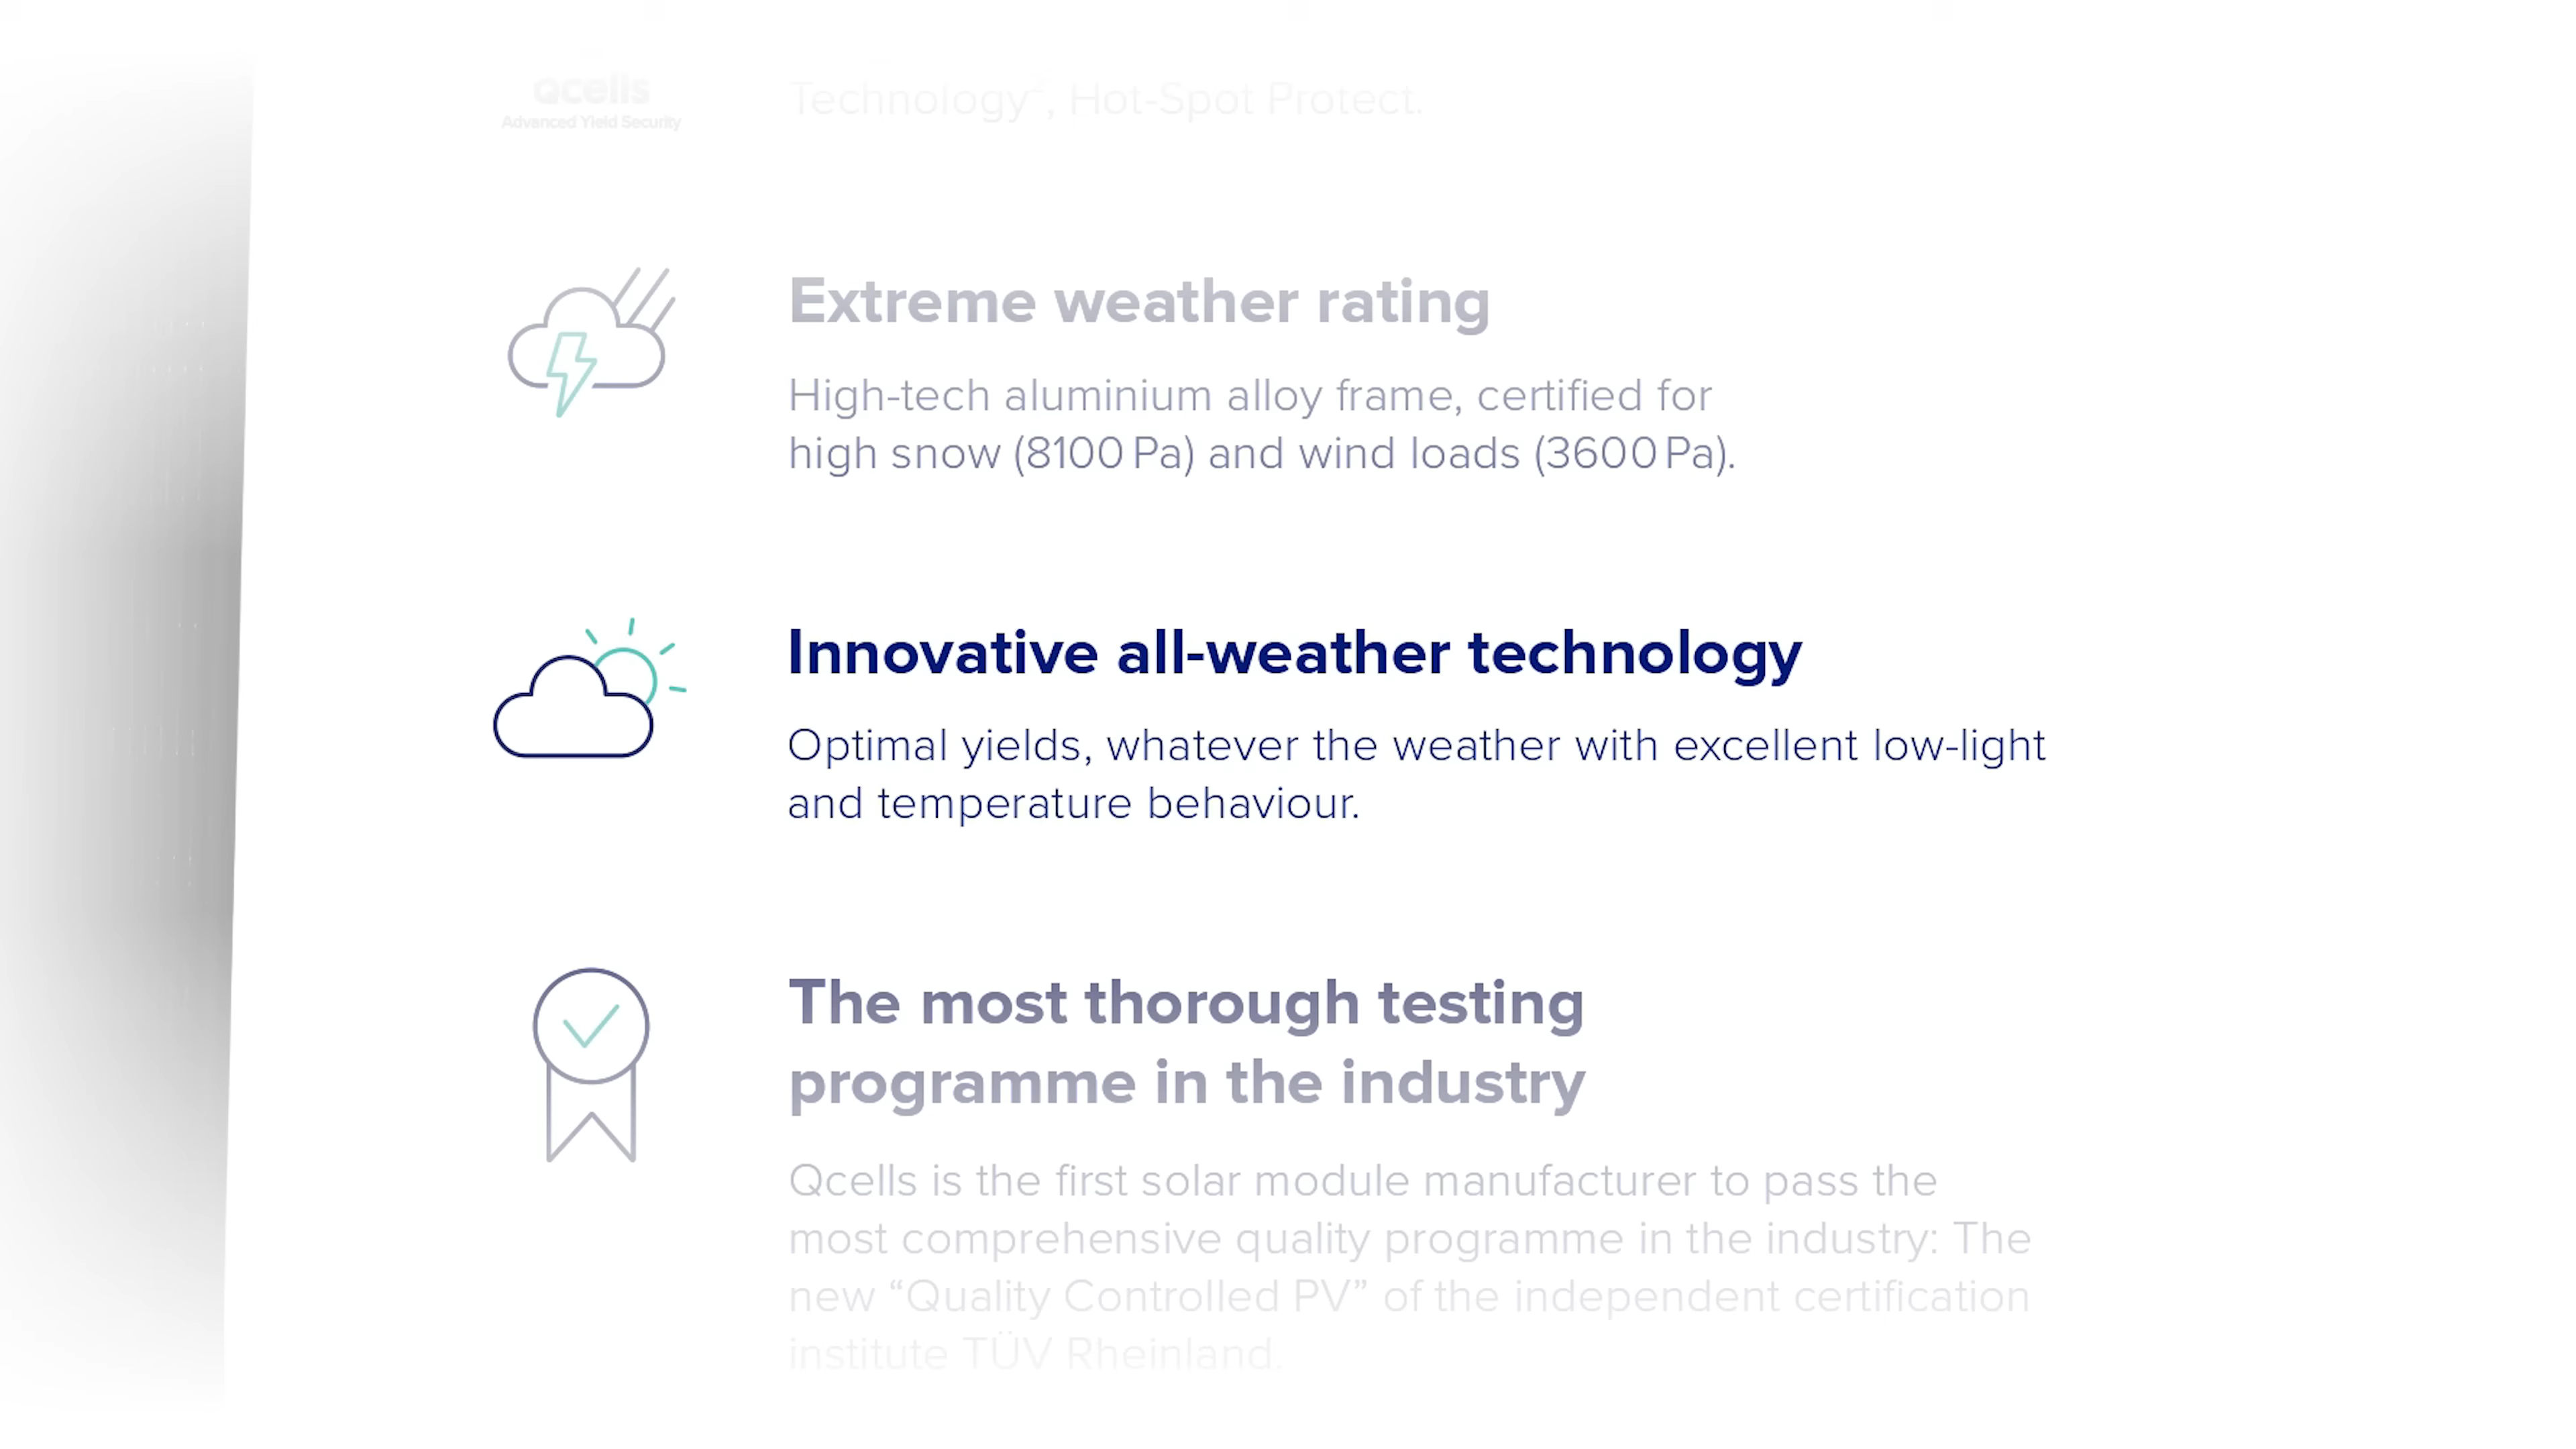 Qcells
Advanced Yield Security
Technology², Hot-Spot Protect.
Extreme weather rating
High-tech aluminium alloy frame, certified for
high snow (8100 Pa) and wind loads (3600 Pa).
Innovative all-weather technology
Optimal yields, whatever the weather with excellent low-light
and temperature behaviour.
The most thorough testing
programme in the industry
Qcells is the first solar module manufacturer to pass the
most comprehensive quality programme in the industry: The
new “Quality Controlled PV” of the independent certification
institute TÜV Rheinland.